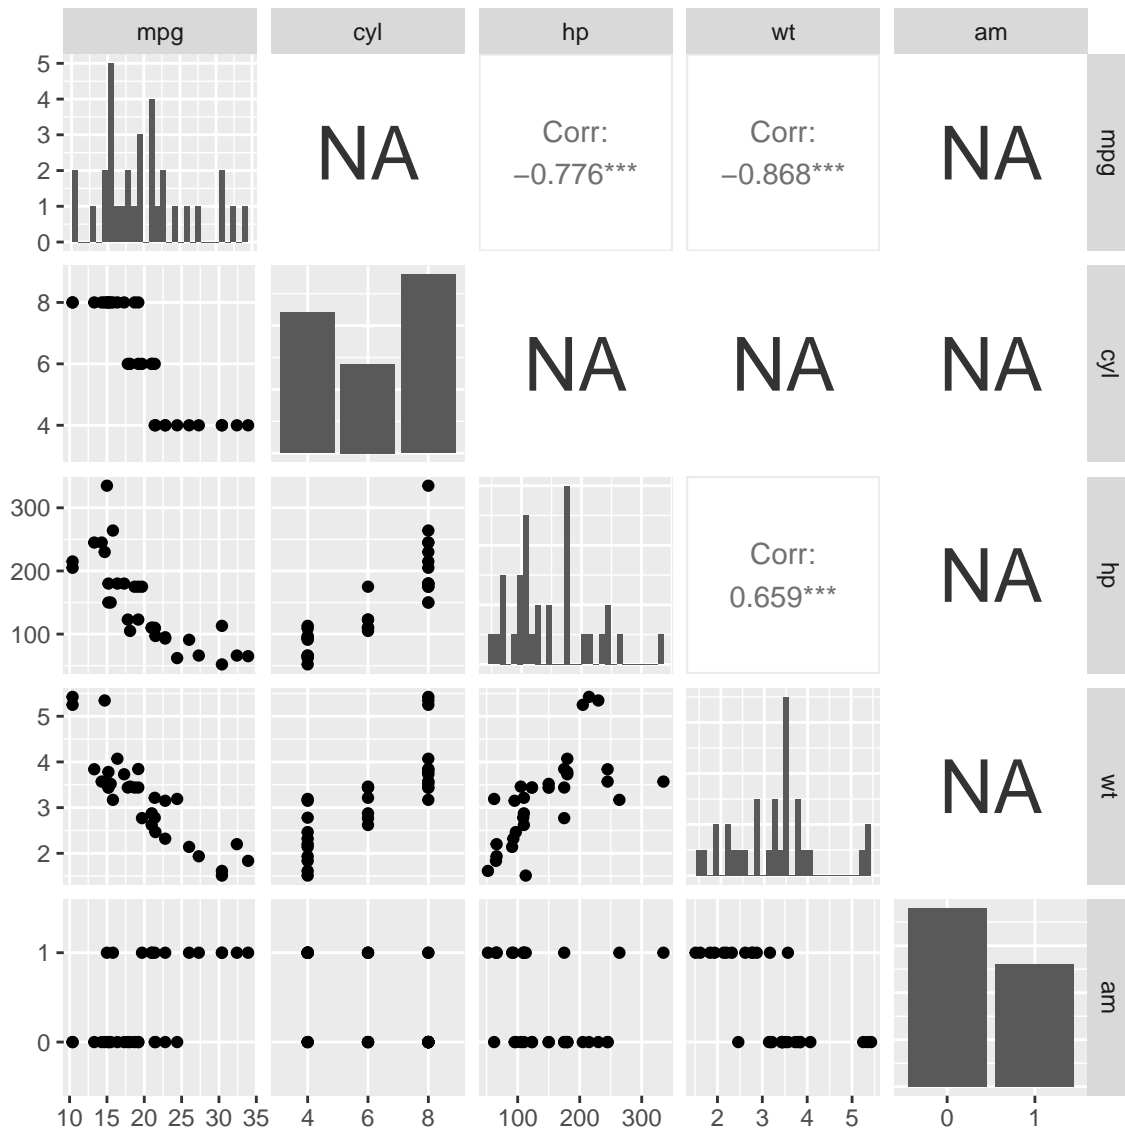 mpg cyl hp wt am
5
4
3
2
1
0
NA
Corr:
−0.776***
Corr:
−0.868***
NA
mpg
8
6
4
NA
NA
NA
cyl
300
200
100
Corr:
0.659***
NA
hp
5
4
3
2
NA
wt
1
0
am
10 15 20 25 30 35 4 6 8 100 200 300 2 3 4 5 0 1